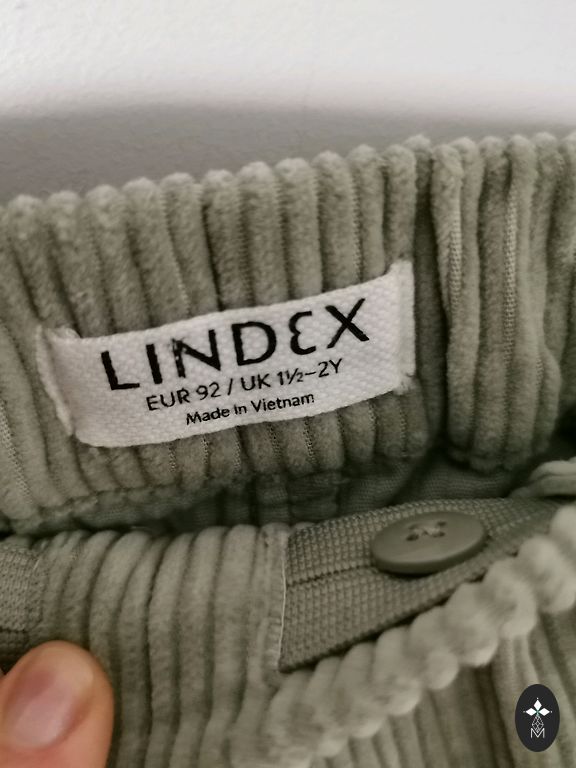 LINDEX
EUR 92 / UK 1½–2Y
Made in Vietnam
M